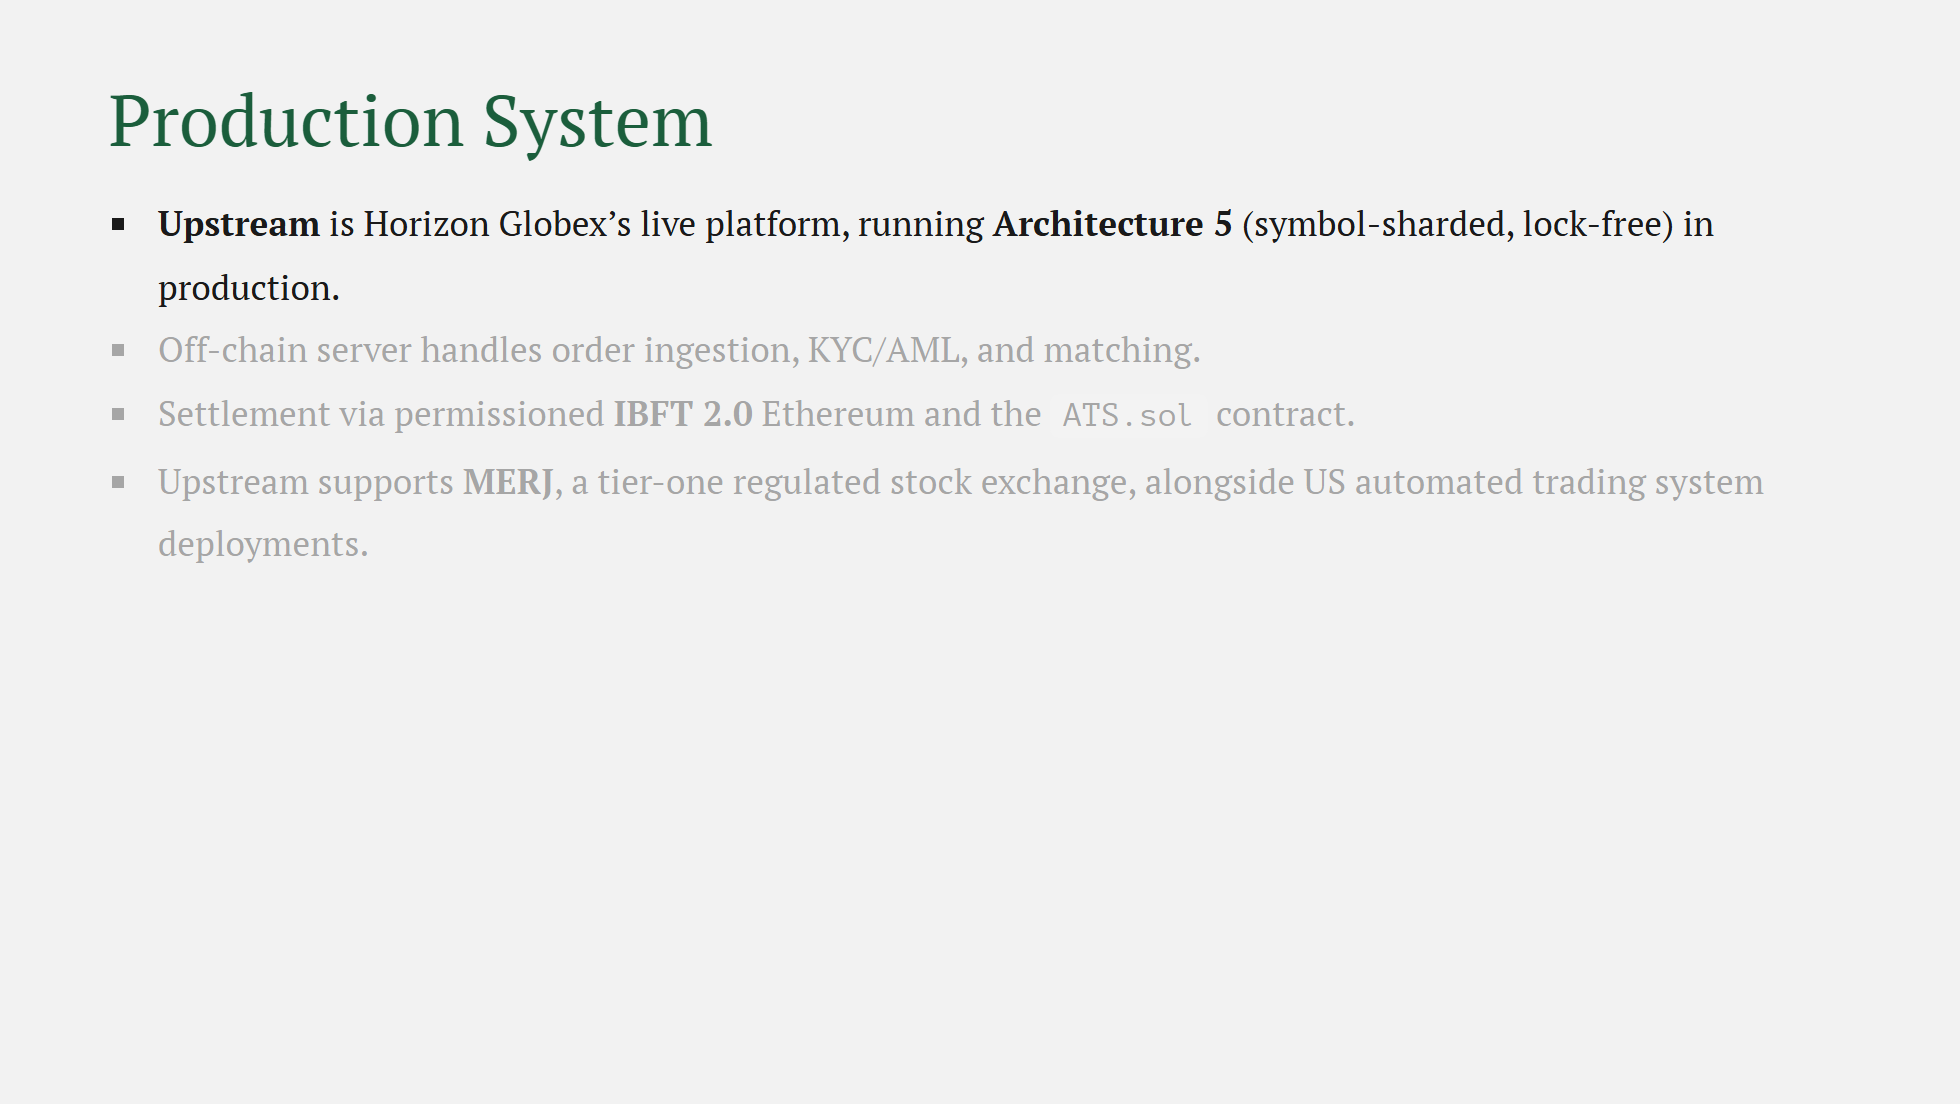 Production System
▪ Upstream is Horizon Globex’s live platform, running Architecture 5 (symbol-sharded, lock-free) in
production.
▪ Off-chain server handles order ingestion, KYC/AML, and matching.
▪ Settlement via permissioned IBFT 2.0 Ethereum and the ATS.sol contract.
▪ Upstream supports MERJ, a tier-one regulated stock exchange, alongside US automated trading system
deployments.